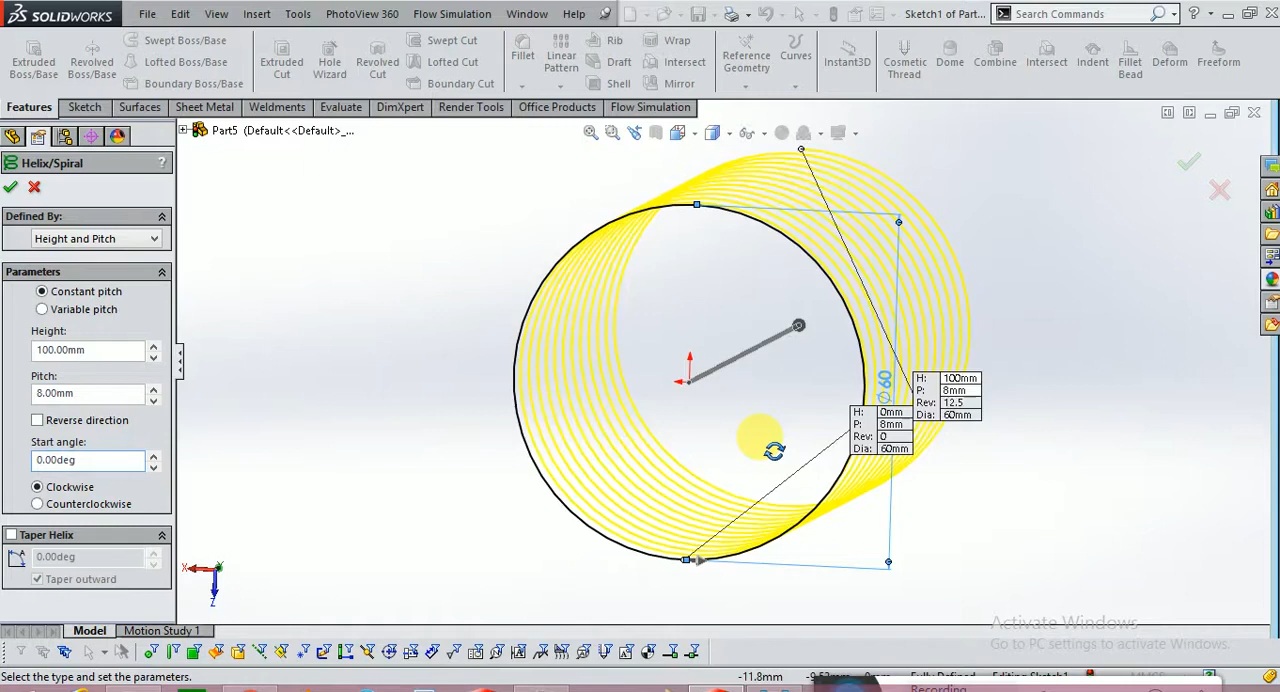 SOLIDWORKS File Edit View Insert Tools PhotoView 360 Flow Simulation Window Help Sketch1 of Part... Search Commands
Extruded Boss/Base Revolved Boss/Base Swept Boss/Base Lofted Boss/Base Boundary Boss/Base Extruded Cut Hole Wizard Revolved Cut Swept Cut Lofted Cut Boundary Cut Fillet Linear Pattern Rib Draft Shell Wrap Intersect Mirror Reference Geometry Curves Instant3D Cosmetic Thread Dome Combine Intersect Indent Fillet Bead Deform Freeform
Features Sketch Surfaces Sheet Metal Weldments Evaluate DimXpert Render Tools Office Products Flow Simulation
Part5 (Default<<Default>_...
Helix/Spiral ?
Defined By:
Height and Pitch
Parameters
Constant pitch
Variable pitch
Height:
100.00mm
Pitch:
8.00mm
Reverse direction
Start angle:
0.00deg
Clockwise
Counterclockwise
Taper Helix
0.00deg
Taper outward
∅ 60
H: 100mm
P: 8mm
Rev: 12.5
Dia: 60mm
H: 0mm
P: 8mm
Rev: 0
Dia: 60mm
X Y Z
Activate Windows
Go to PC settings to activate Windows.
Model Motion Study 1
Select the type and set the parameters. -11.8mm
Recording